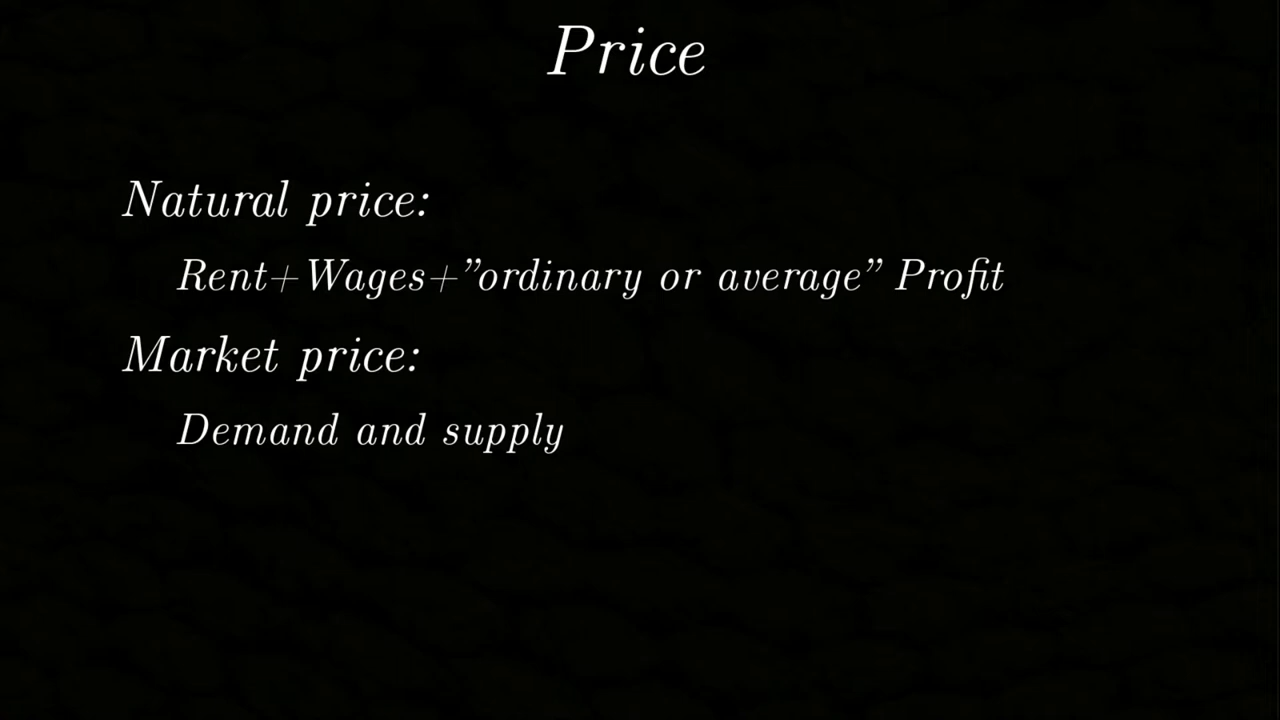 Price
Natural price:
Rent+Wages+”ordinary or average” Profit
Market price:
Demand and supply